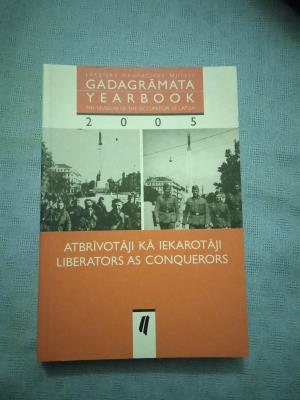 LATVIJAS OKUPĀCIJAS MUZEJS
GADAGRĀMATA
YEARBOOK
THE MUSEUM OF THE OCCUPATION OF LATVIA
2005
ATBRĪVOTĀJI KĀ IEKAROTĀJI
LIBERATORS AS CONQUERORS